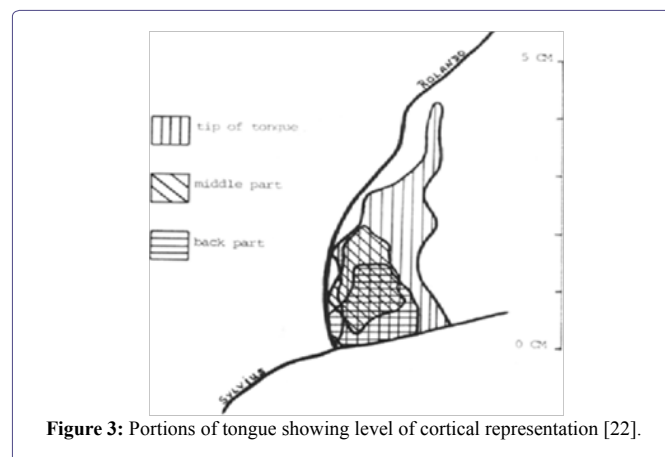 ROLANDO
5 CM
tip of tongue
middle part
back part
0 CM
SYLVIUS
Figure 3: Portions of tongue showing level of cortical representation [22].